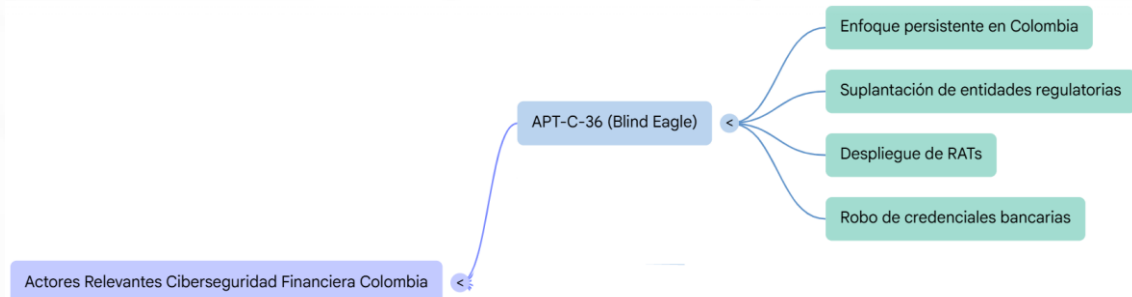 Enfoque persistente en Colombia
Suplantación de entidades regulatorias
APT-C-36 (Blind Eagle)
<
Despliegue de RATs
Robo de credenciales bancarias
Actores Relevantes Ciberseguridad Financiera Colombia
<